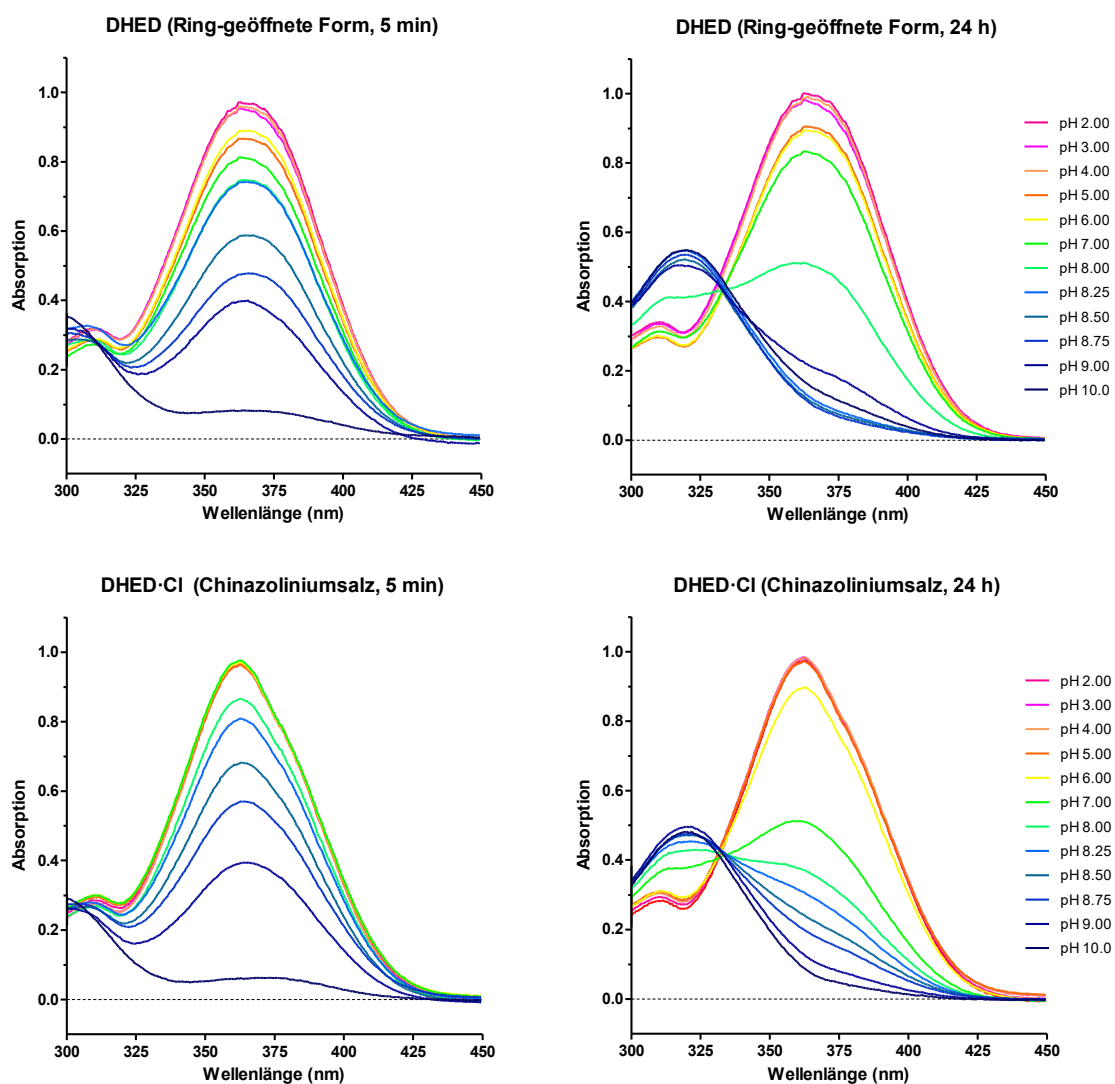 DHED (Ring-geöffnete Form, 5 min)
Absorption
1.0
0.8
0.6
0.4
0.2
0.0
300 325 350 375 400 425 450
Wellenlänge (nm)
DHED (Ring-geöffnete Form, 24 h)
Absorption
1.0
0.8
0.6
0.4
0.2
0.0
300 325 350 375 400 425 450
Wellenlänge (nm)
pH 2.00
pH 3.00
pH 4.00
pH 5.00
pH 6.00
pH 7.00
pH 8.00
pH 8.25
pH 8.50
pH 8.75
pH 9.00
pH 10.0
DHED·Cl (Chinazoliniumsalz, 5 min)
Absorption
1.0
0.8
0.6
0.4
0.2
0.0
300 325 350 375 400 425 450
Wellenlänge (nm)
DHED·Cl (Chinazoliniumsalz, 24 h)
Absorption
1.0
0.8
0.6
0.4
0.2
0.0
300 325 350 375 400 425 450
Wellenlänge (nm)
pH 2.00
pH 3.00
pH 4.00
pH 5.00
pH 6.00
pH 7.00
pH 8.00
pH 8.25
pH 8.50
pH 8.75
pH 9.00
pH 10.0